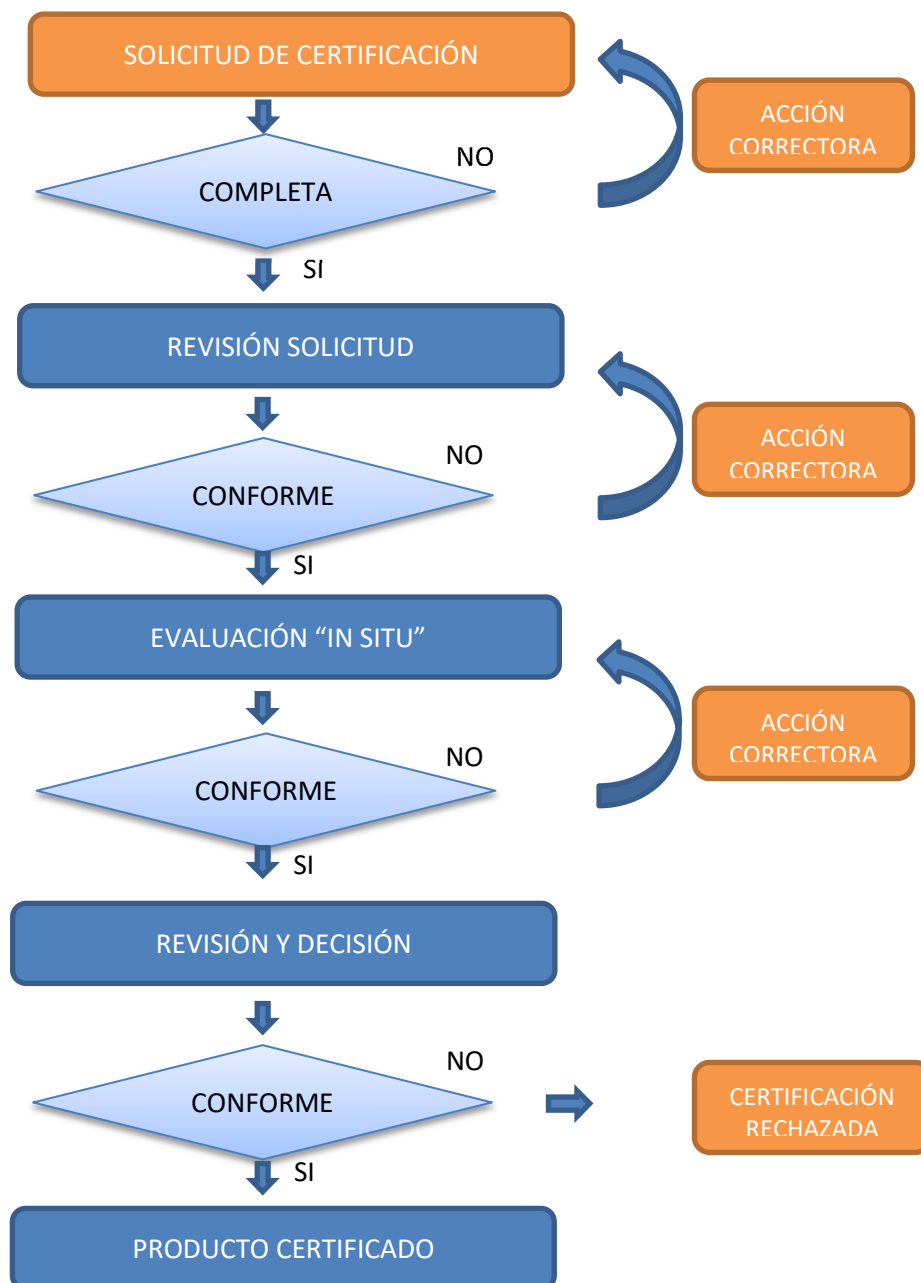 SOLICITUD DE CERTIFICACIÓN
ACCIÓN
CORRECTORA
NO
COMPLETA
SI
REVISIÓN SOLICITUD
ACCIÓN
CORRECTORA
NO
CONFORME
SI
EVALUACIÓN “IN SITU”
ACCIÓN
CORRECTORA
NO
CONFORME
SI
REVISIÓN Y DECISIÓN
NO
CONFORME
CERTIFICACIÓN
RECHAZADA
SI
PRODUCTO CERTIFICADO